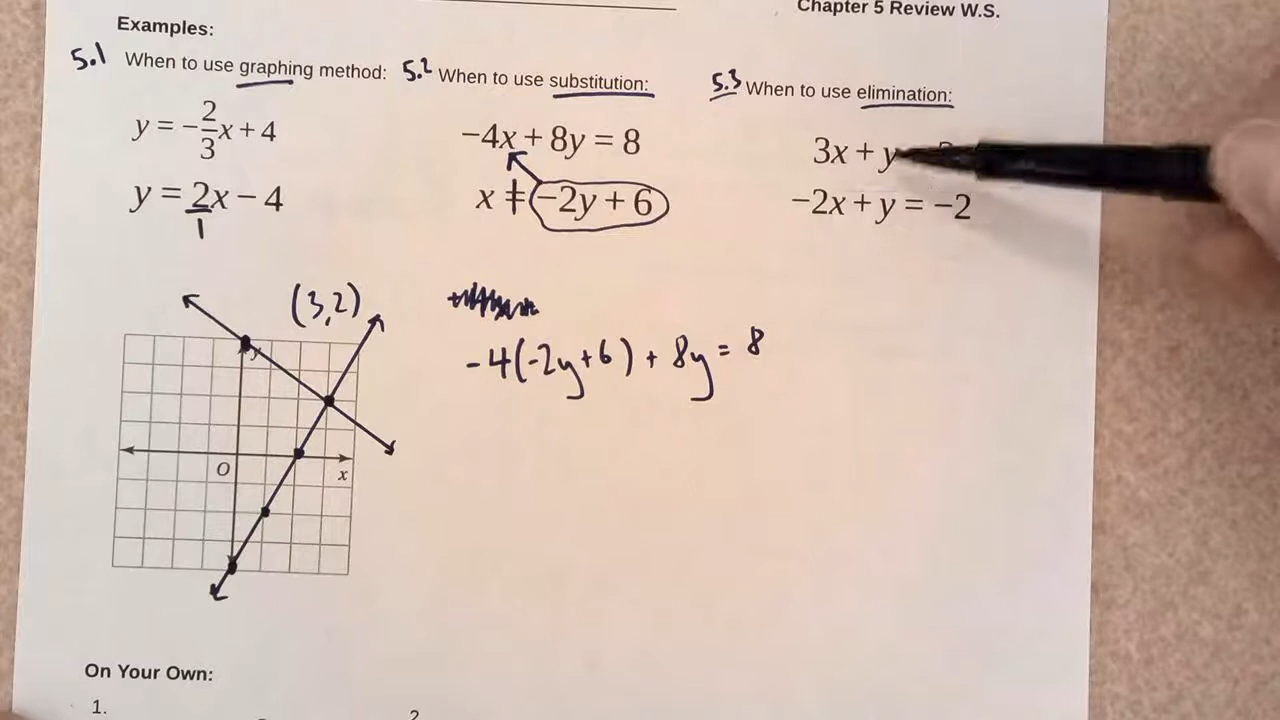 Chapter 5 Review W.S.
Examples:
5.1 When to use graphing method:
y = -2/3x + 4
y = 2x - 4
1
(3,2)
y
O
x
5.2 When to use substitution:
-4x + 8y = 8
x = -2y + 6
-4(-2y+6) + 8y = 8
5.3 When to use elimination:
3x + y
-2x + y = -2
On Your Own:
1.
2